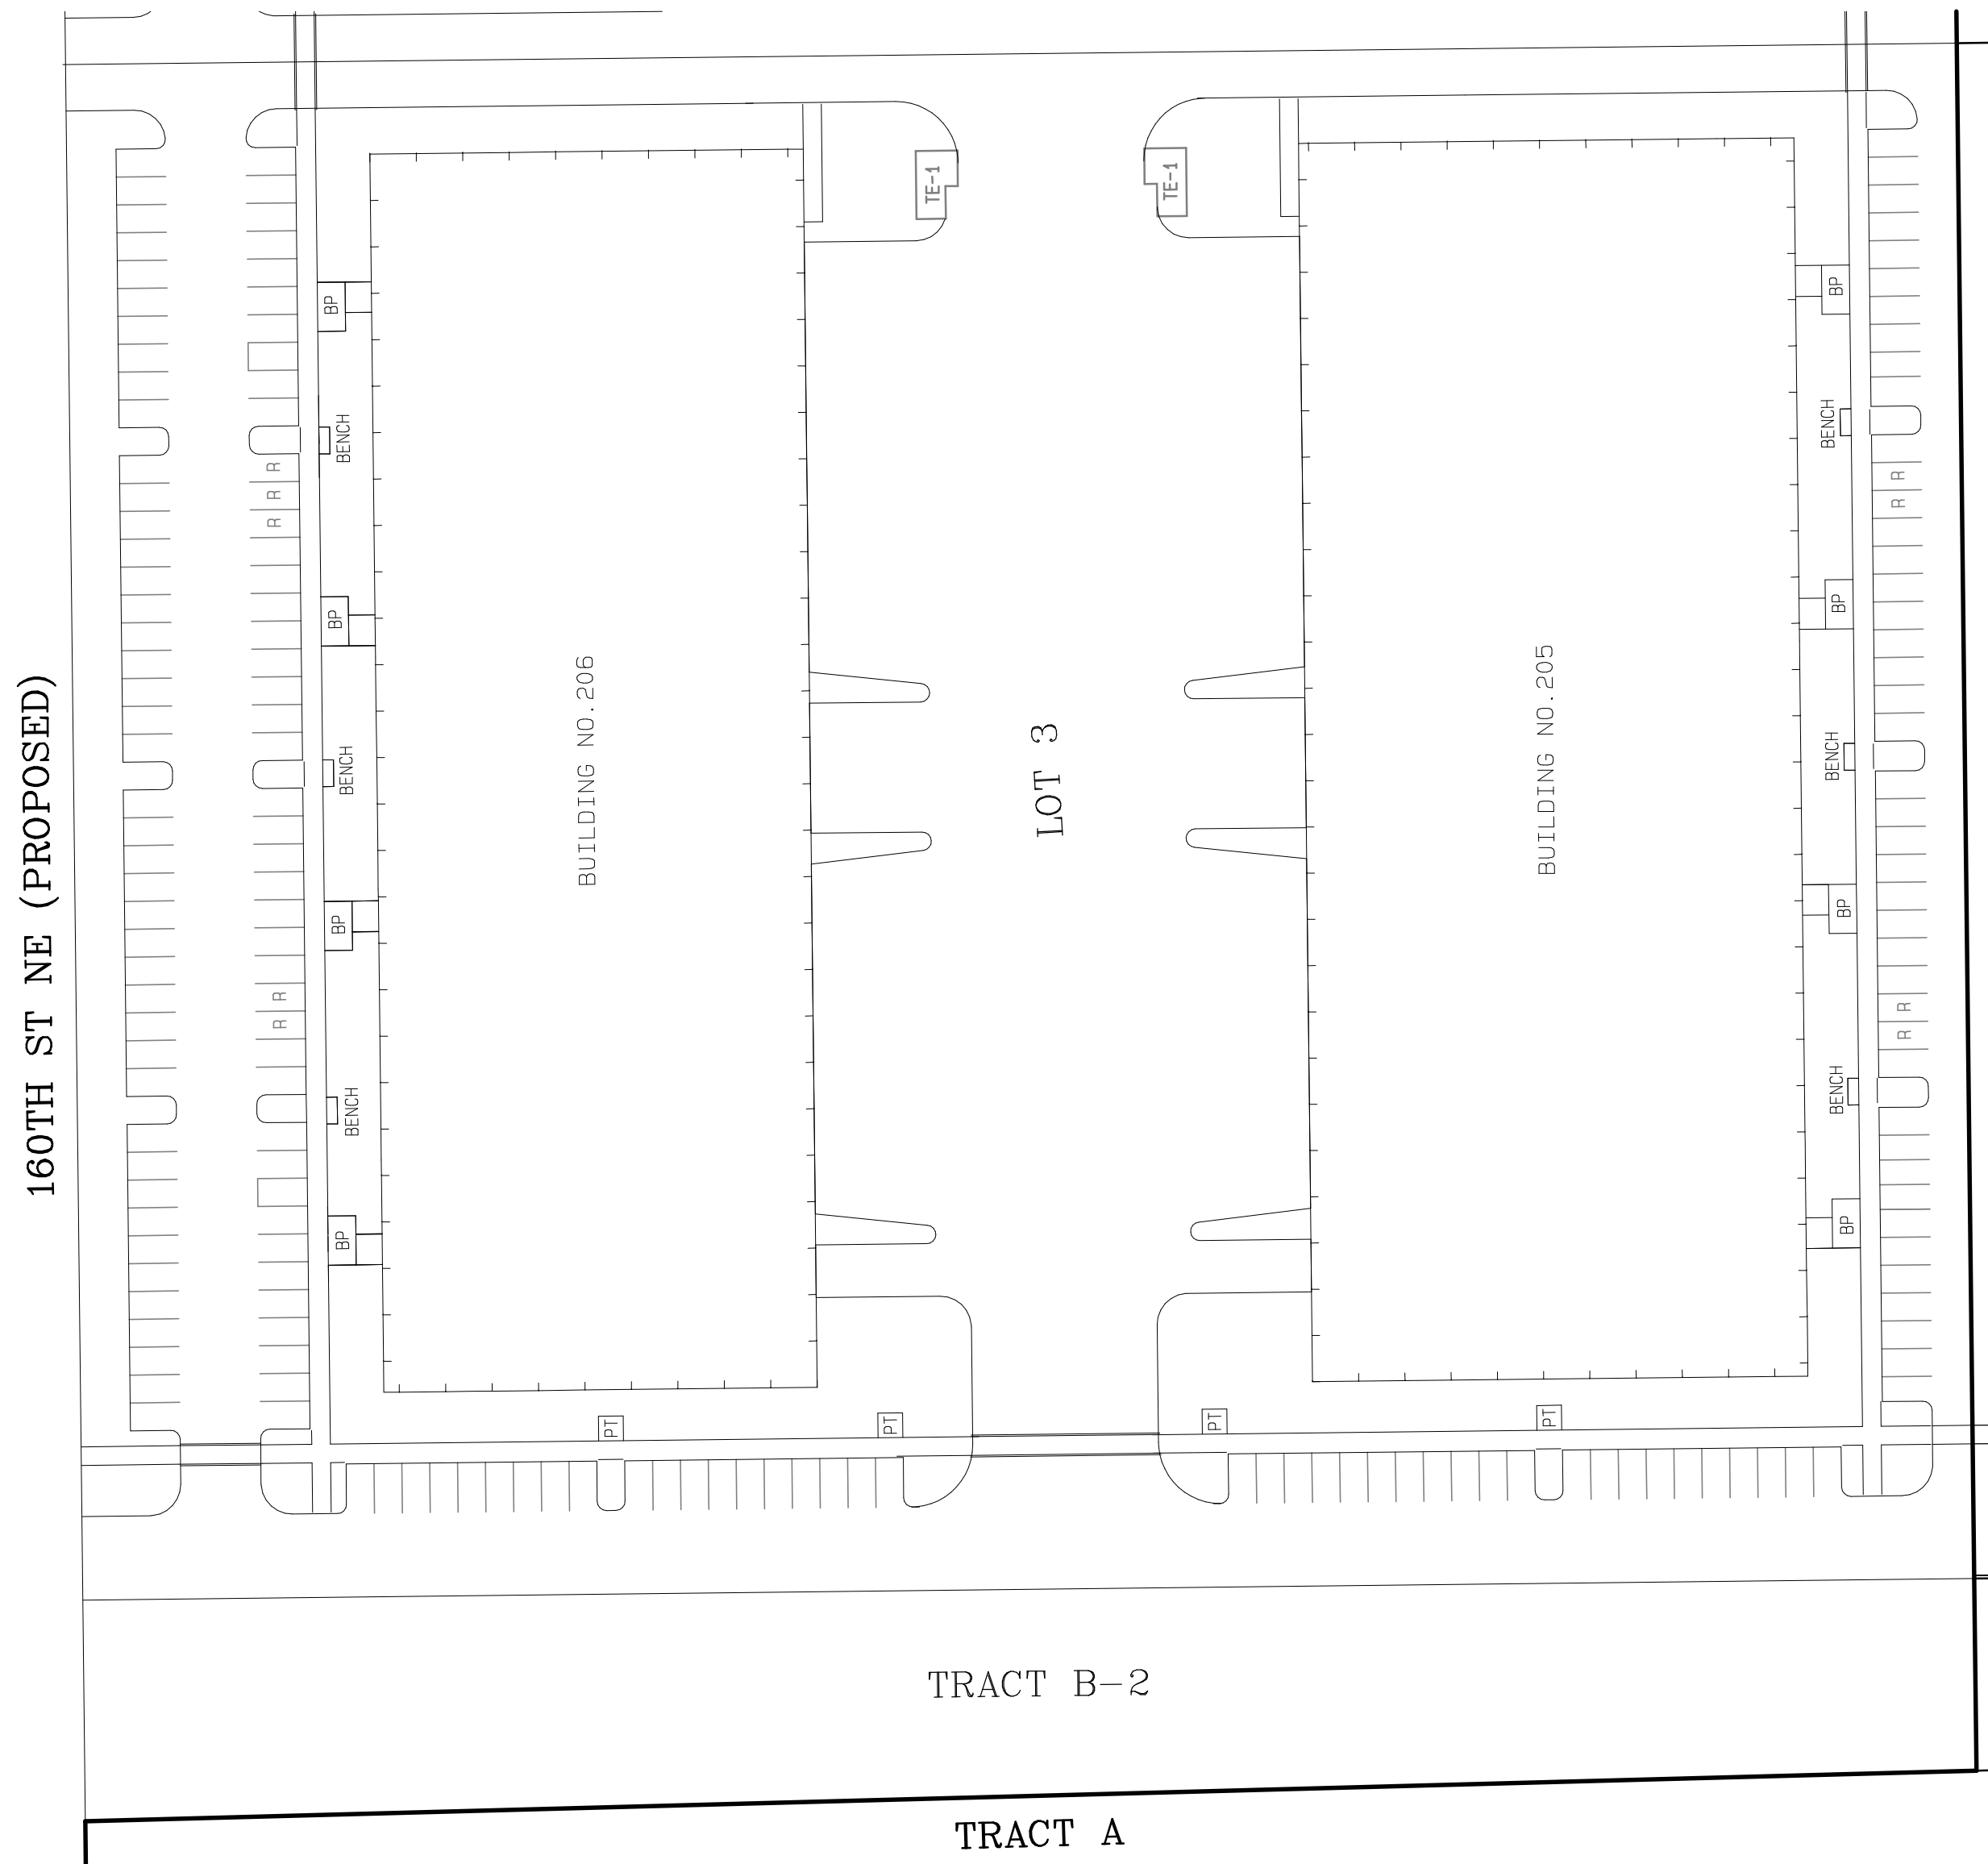 TE-1
TE-1
BP
BP
BENCH
BENCH
R
R
R
R
R
BP
BP
BUILDING NO.206
BUILDING NO.205
LOT 3
160TH ST NE (PROPOSED)
BENCH
BENCH
BP
BP
R
R
R
R
BENCH
BENCH
BP
BP
PT
PT
PT
PT
TRACT B-2
TRACT A